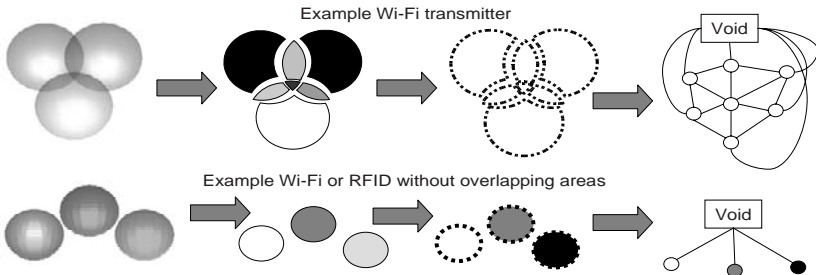 Example Wi-Fi transmitter
Void
Example Wi-Fi or RFID without overlapping areas
Void